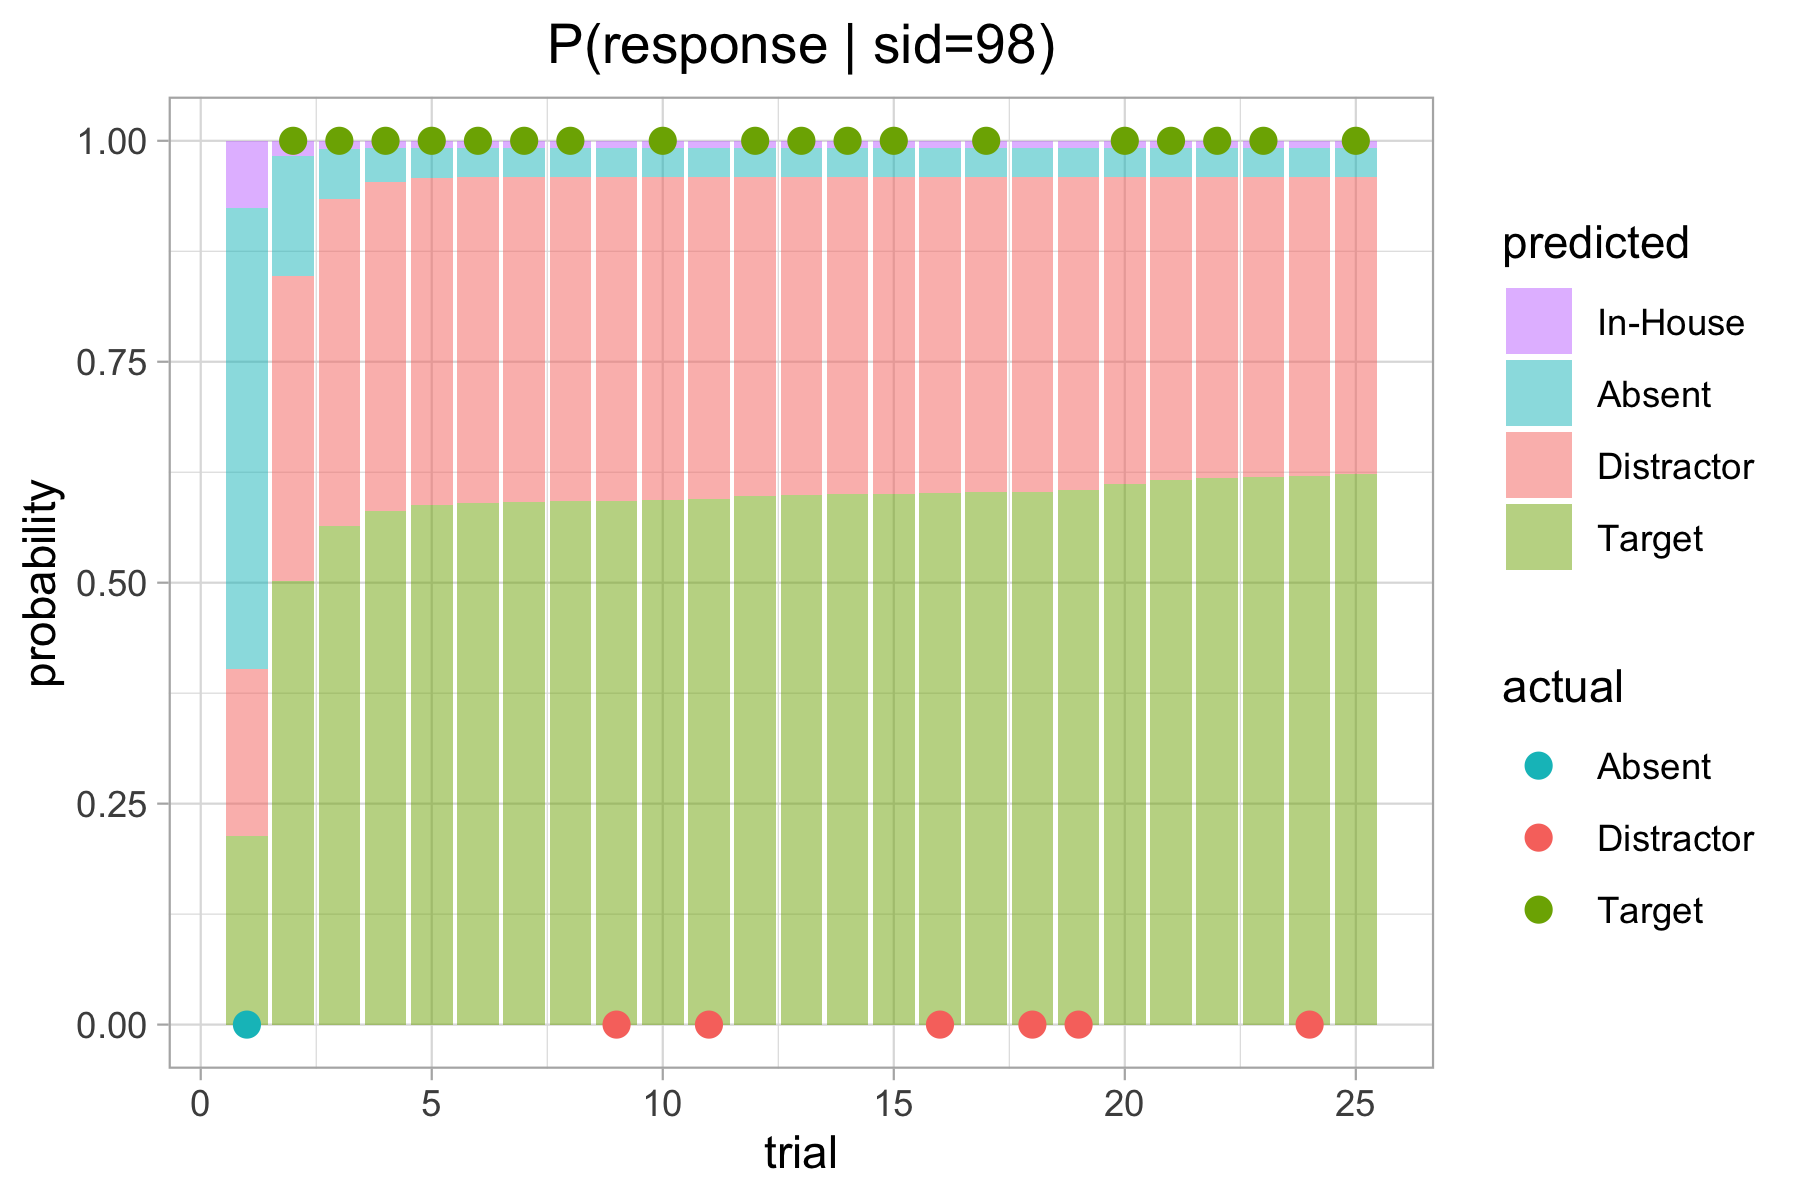 P(response | sid=98)
probability
1.00
0.75
0.50
0.25
0.00
0 5 10 15 20 25
trial
predicted
In-House
Absent
Distractor
Target
actual
Absent
Distractor
Target